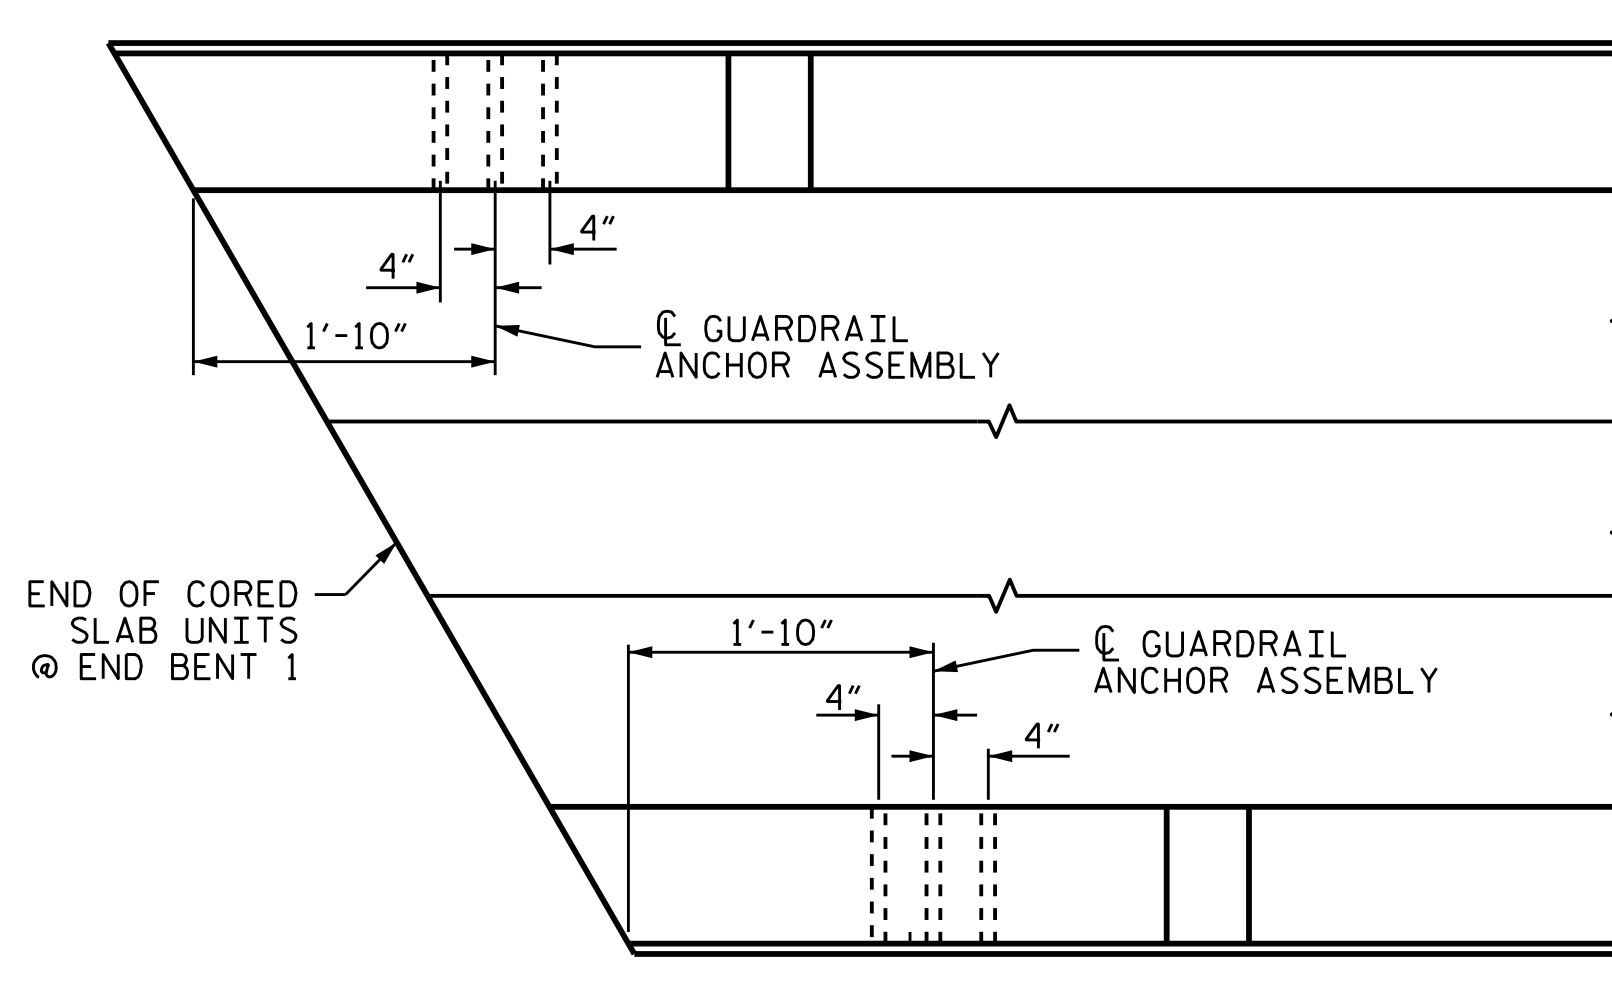 4"
4"
1'-10"
℄ GUARDRAIL
ANCHOR ASSEMBLY
END OF CORED
SLAB UNITS
@ END BENT 1
1'-10"
℄ GUARDRAIL
ANCHOR ASSEMBLY
4"
4"